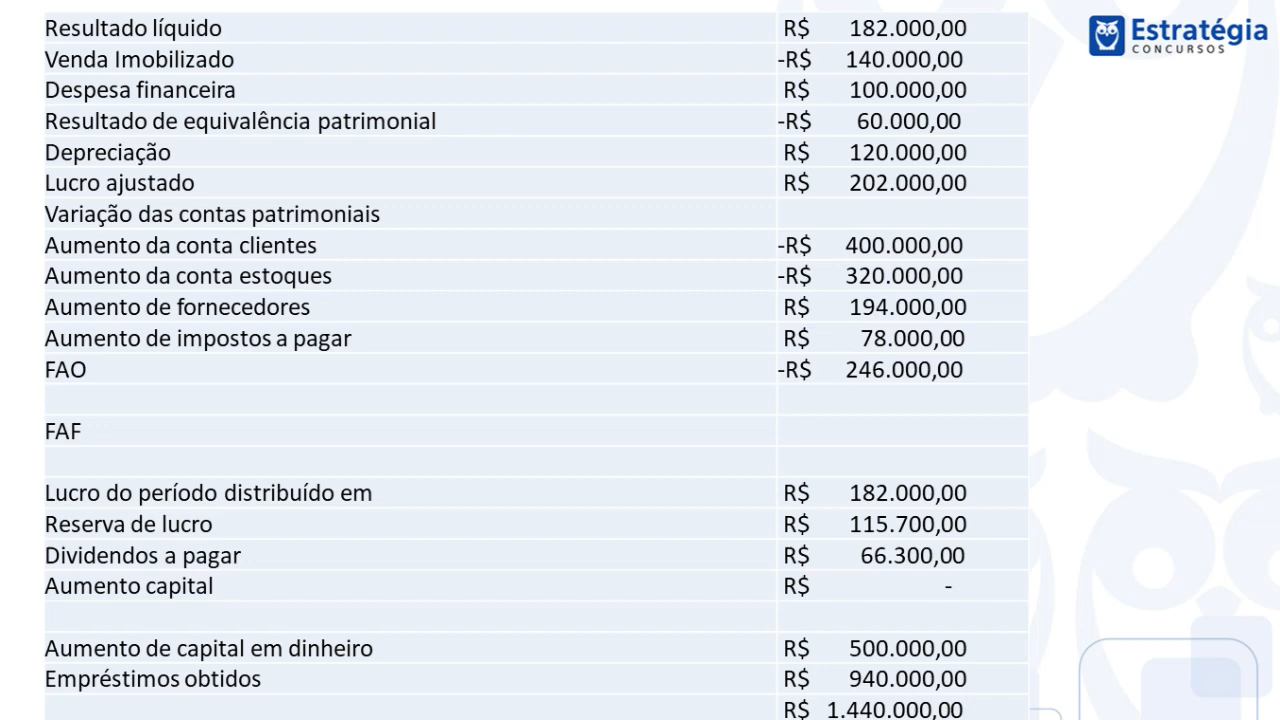 Resultado líquido R$ 182.000,00
Venda Imobilizado -R$ 140.000,00
Despesa financeira R$ 100.000,00
Resultado de equivalência patrimonial -R$ 60.000,00
Depreciação R$ 120.000,00
Lucro ajustado R$ 202.000,00
Variação das contas patrimoniais
Aumento da conta clientes -R$ 400.000,00
Aumento da conta estoques -R$ 320.000,00
Aumento de fornecedores R$ 194.000,00
Aumento de impostos a pagar R$ 78.000,00
FAO -R$ 246.000,00
FAF
Lucro do período distribuído em R$ 182.000,00
Reserva de lucro R$ 115.700,00
Dividendos a pagar R$ 66.300,00
Aumento capital R$ -
Aumento de capital em dinheiro R$ 500.000,00
Empréstimos obtidos R$ 940.000,00
R$ 1.440.000,00
Estratégia
CONCURSOS